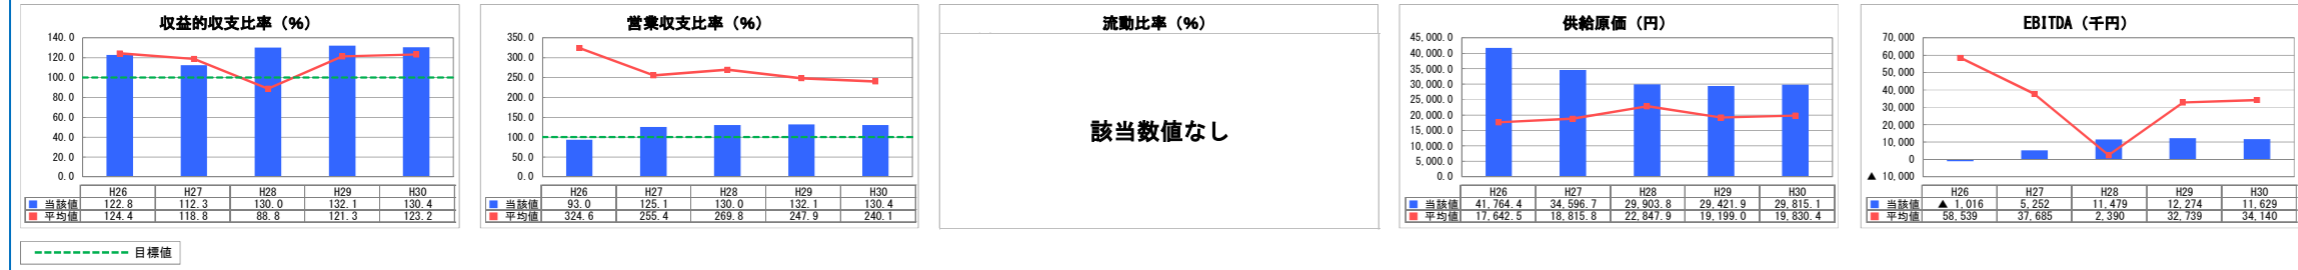 収益的収支比率（％）
140.0
120.0
100.0
80.0
60.0
40.0
20.0
0.0
H26 H27 H28 H29 H30
当該値 122.8 112.3 130.0 132.1 130.4
平均値 124.4 118.8 88.8 121.3 123.2
営業収支比率（％）
350.0
300.0
250.0
200.0
150.0
100.0
50.0
0.0
H26 H27 H28 H29 H30
当該値 93.0 125.1 130.0 132.1 130.4
平均値 324.6 255.4 269.8 247.9 240.1
流動比率（％）
該当数値なし
供給原価（円）
45,000.0
40,000.0
35,000.0
30,000.0
25,000.0
20,000.0
15,000.0
10,000.0
5,000.0
0.0
H26 H27 H28 H29 H30
当該値 41,764.4 34,596.7 29,903.8 29,421.9 29,815.1
平均値 17,642.5 18,815.8 22,847.9 19,199.0 19,830.4
EBITDA（千円）
70,000
60,000
50,000
40,000
30,000
20,000
10,000
0
▲ 10,000
H26 H27 H28 H29 H30
当該値 ▲ 1,016 5,252 11,479 12,274 11,629
平均値 58,539 37,685 2,390 32,739 34,140
目標値